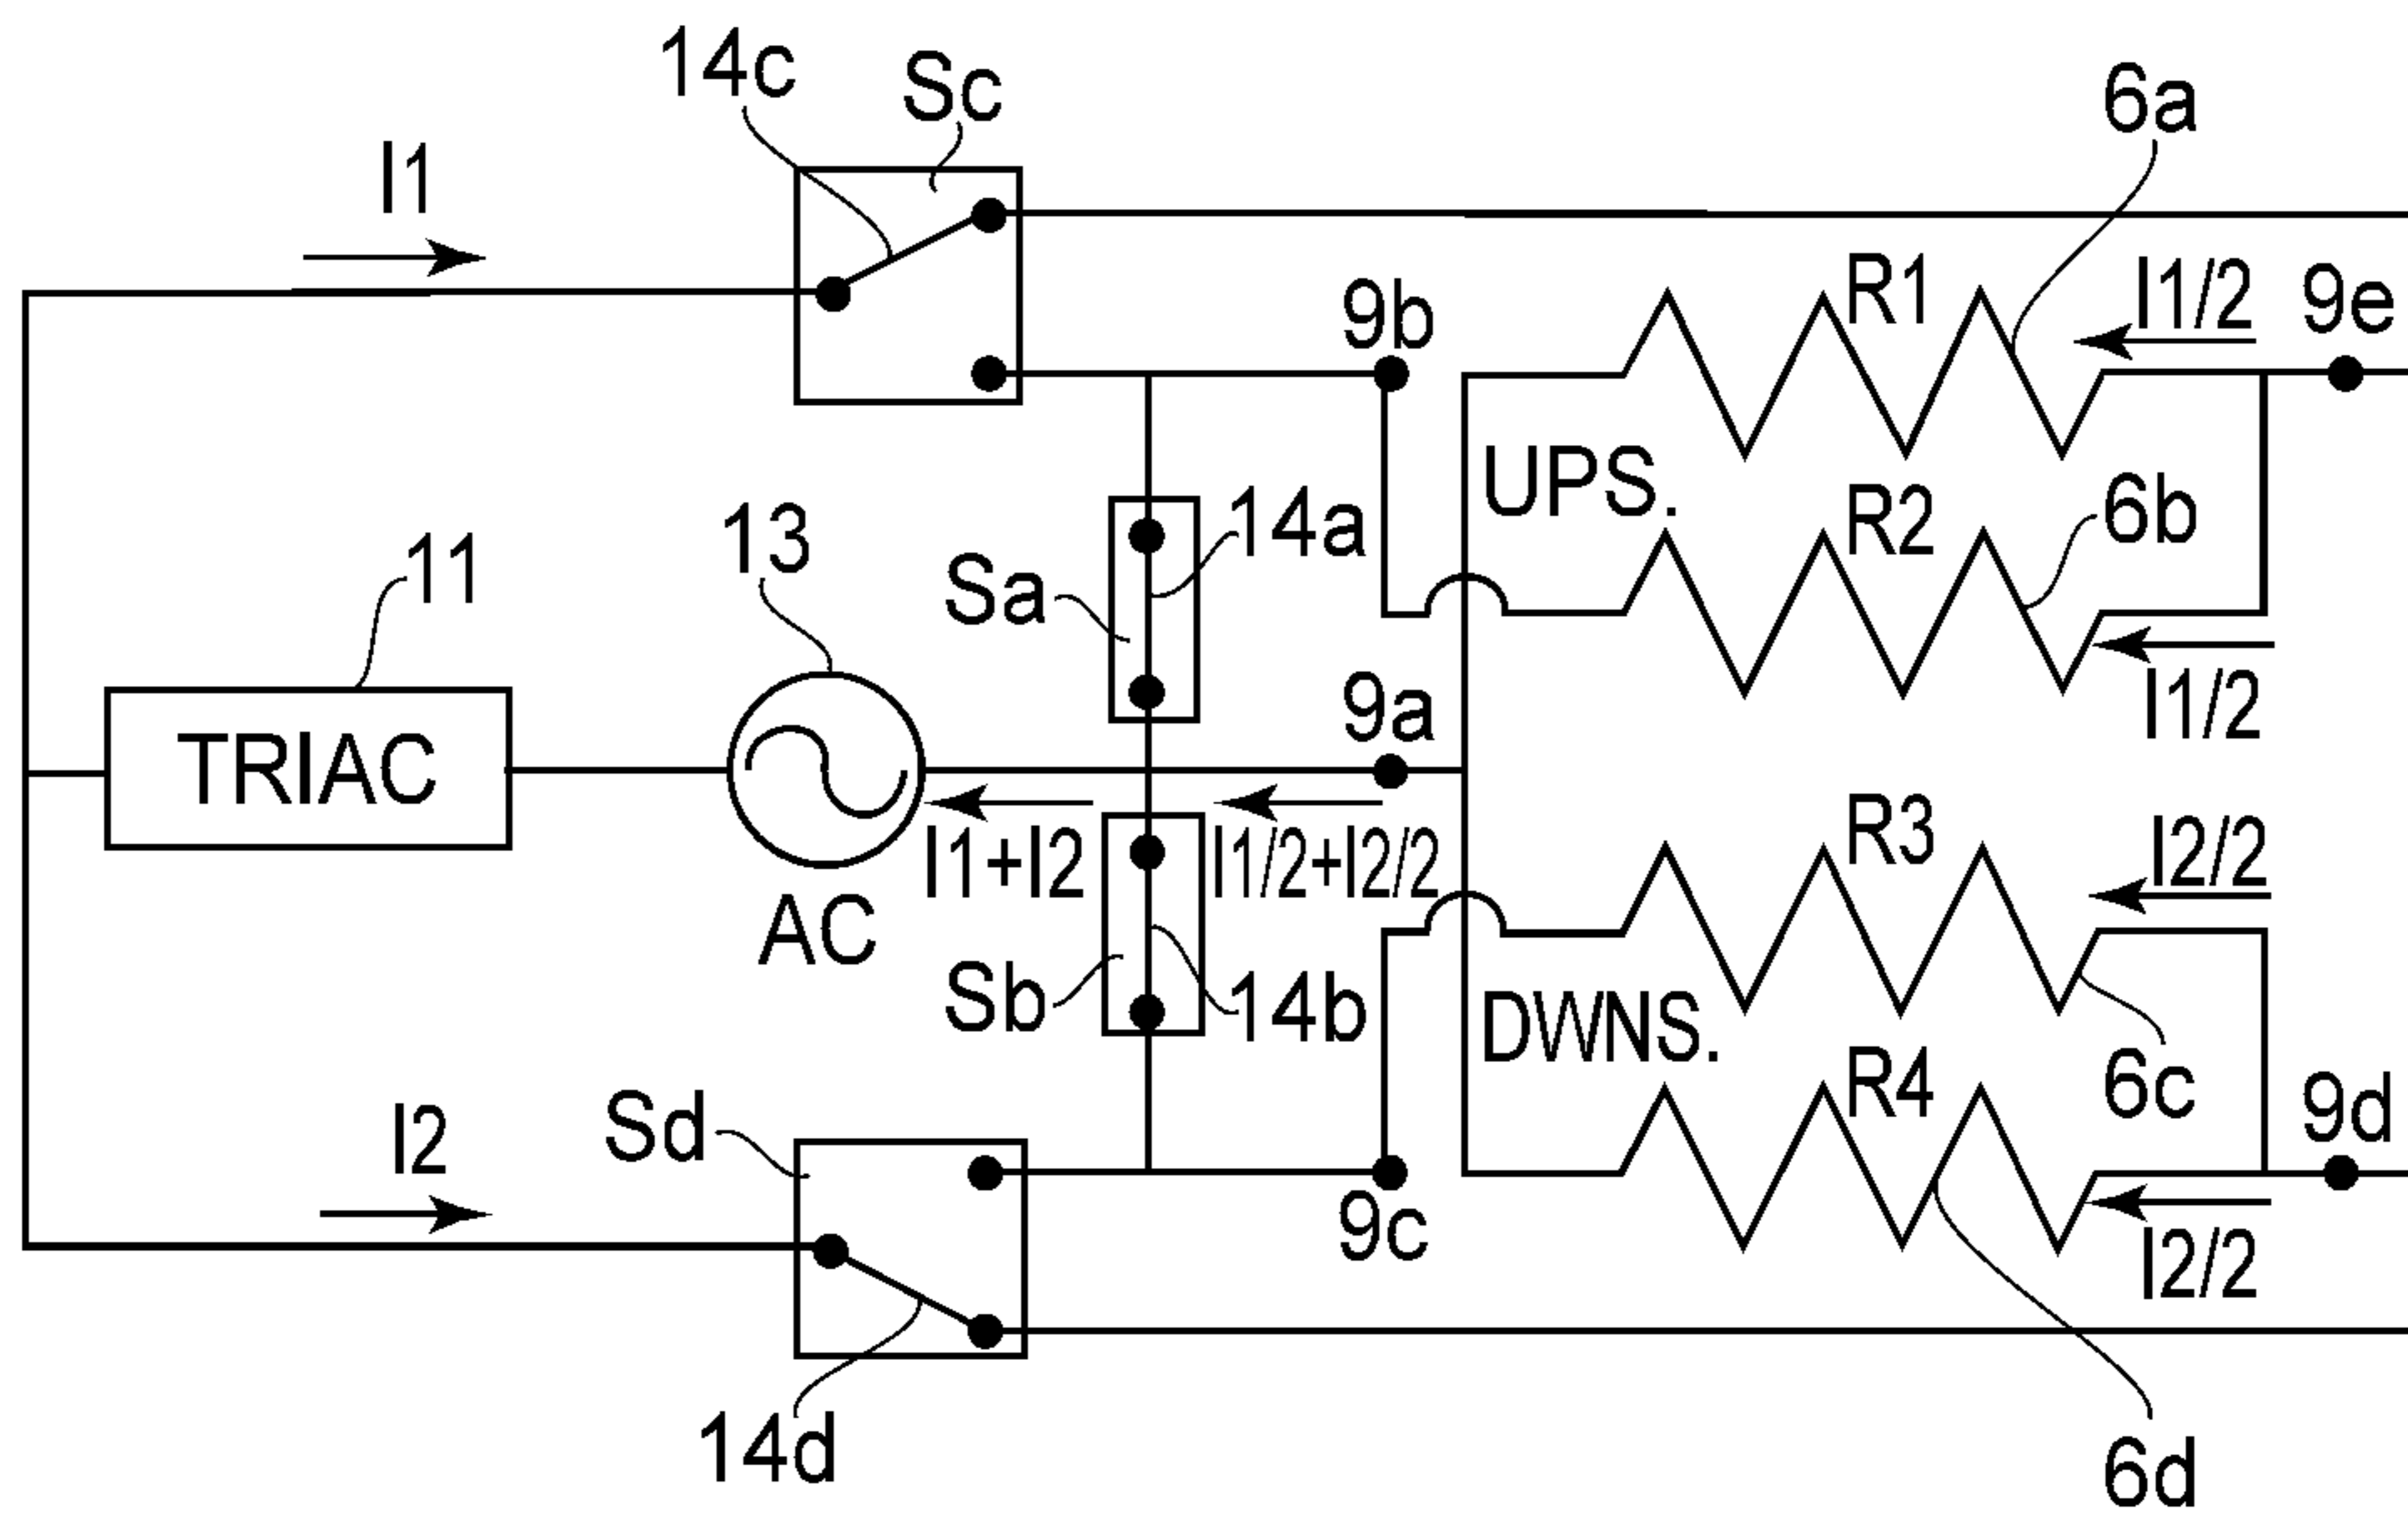 14c
Sc
6a
I1
R1
I1/2
9e
9b
UPS.
R2
6b
14a
13
11
Sa
I1/2
9a
TRIAC
R3
I2/2
I1+I2
I1/2+I2/2
AC
Sb
14b
DWNS.
R4
6c
9d
I2
Sd
9c
I2/2
14d
6d